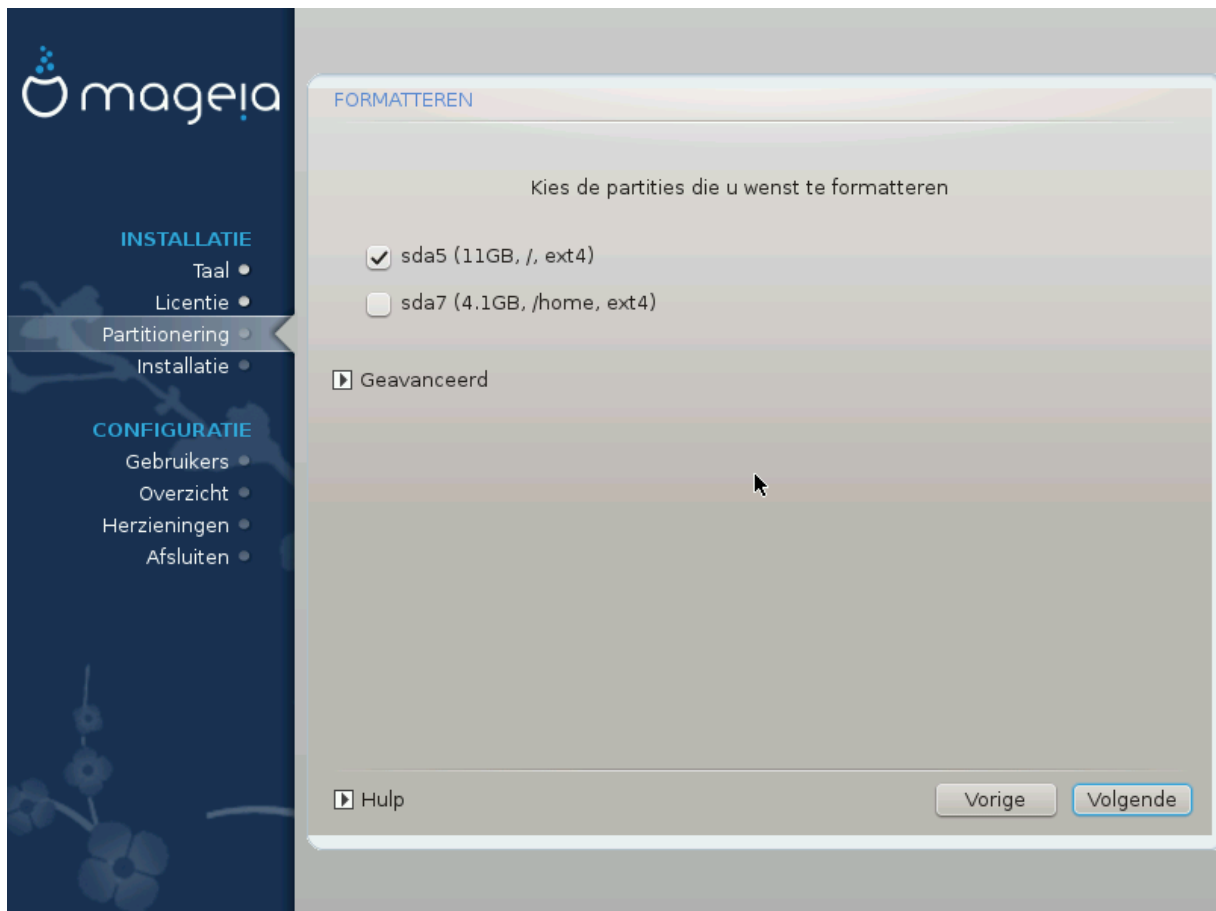 mageia
INSTALLATIE
Taal
Licentie
Partitionering
Installatie
CONFIGURATIE
Gebruikers
Overzicht
Herzieningen
Afsluiten
FORMATTEREN
Kies de partities die u wenst te formatteren
sda5 (11GB, /, ext4)
sda7 (4.1GB, /home, ext4)
Geavanceerd
Hulp
Vorige
Volgende